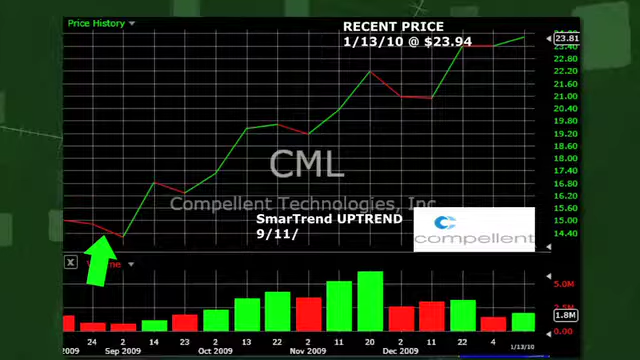 Price History
RECENT PRICE
1/13/10 @ $23.94
23.81
23.40
22.80
22.20
21.60
21.00
20.40
19.80
19.20
18.60
18.00
17.40
16.80
16.20
15.60
15.00
14.40
CML
Compellent Technologies, Inc
SmarTrend UPTREND
9/11/
compellent
X
5.0M
2.5M
1.8M
0.00
24 2 14 23 2 13 22 2 11 20 2 11 22 4 1/13/10
2009 Sep 2009 Oct 2009 Nov 2009 Dec 2009